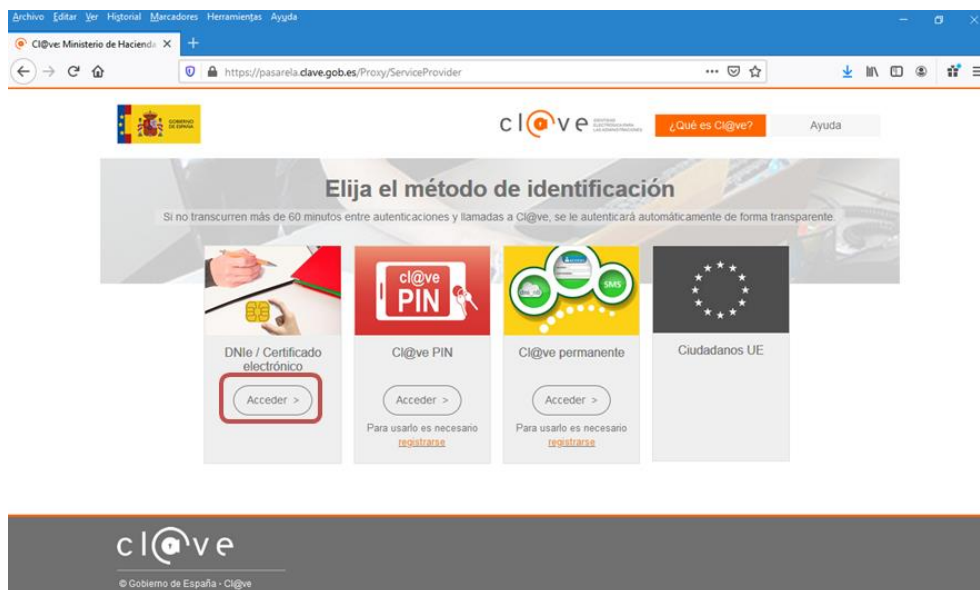 Archivo Editar Ver Historial Marcadores Herramientas Ayuda
Cl@ve: Ministerio de Hacienda
https://pasarela.clave.gob.es/Proxy/ServiceProvider
GOBIERNO
DE ESPAÑA
cl@ve
¿Qué es Cl@ve?
Ayuda
Elija el método de identificación
Si no transcurren más de 60 minutos entre autenticaciones y llamadas a Cl@ve, se le autenticará automáticamente de forma transparente.
cl@ve
PIN
SMS
DNIe / Certificado
electrónico
Acceder >
Cl@ve PIN
Acceder >
Para usarlo es necesario
registrarse
Cl@ve permanente
Acceder >
Para usarlo es necesario
registrarse
Ciudadanos UE
cl@ve
© Gobierno de España - Cl@ve